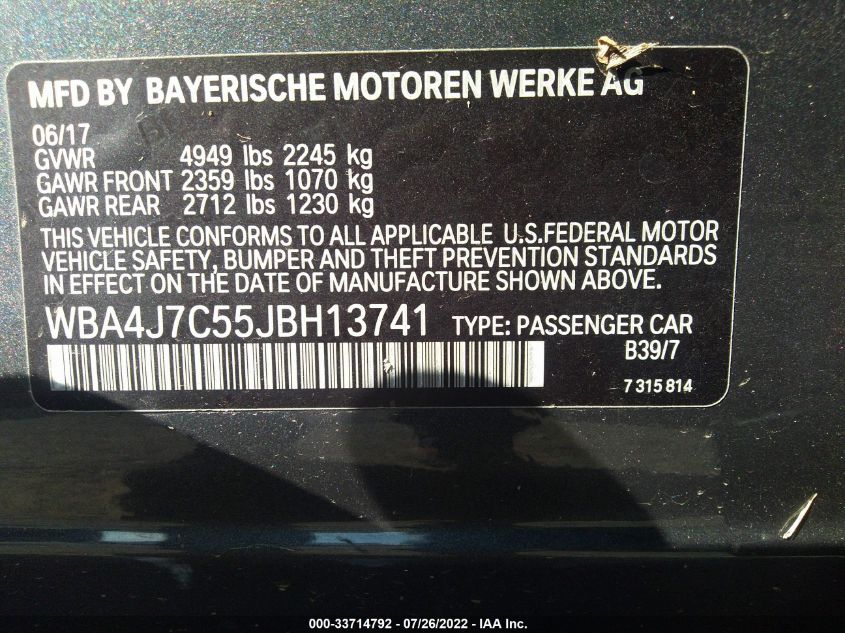 MFD BY BAYERISCHE MOTOREN WERKE AG
06/17
GVWR 4949 lbs 2245 kg
GAWR FRONT 2359 lbs 1070 kg
GAWR REAR 2712 lbs 1230 kg
THIS VEHICLE CONFORMS TO ALL APPLICABLE U.S.FEDERAL MOTOR
VEHICLE SAFETY, BUMPER AND THEFT PREVENTION STANDARDS
IN EFFECT ON THE DATE OF MANUFACTURE SHOWN ABOVE.
WBA4J7C55JBH13741 TYPE: PASSENGER CAR
B39/7
7 315 814
000-33714792 - 07/26/2022 - IAA Inc.